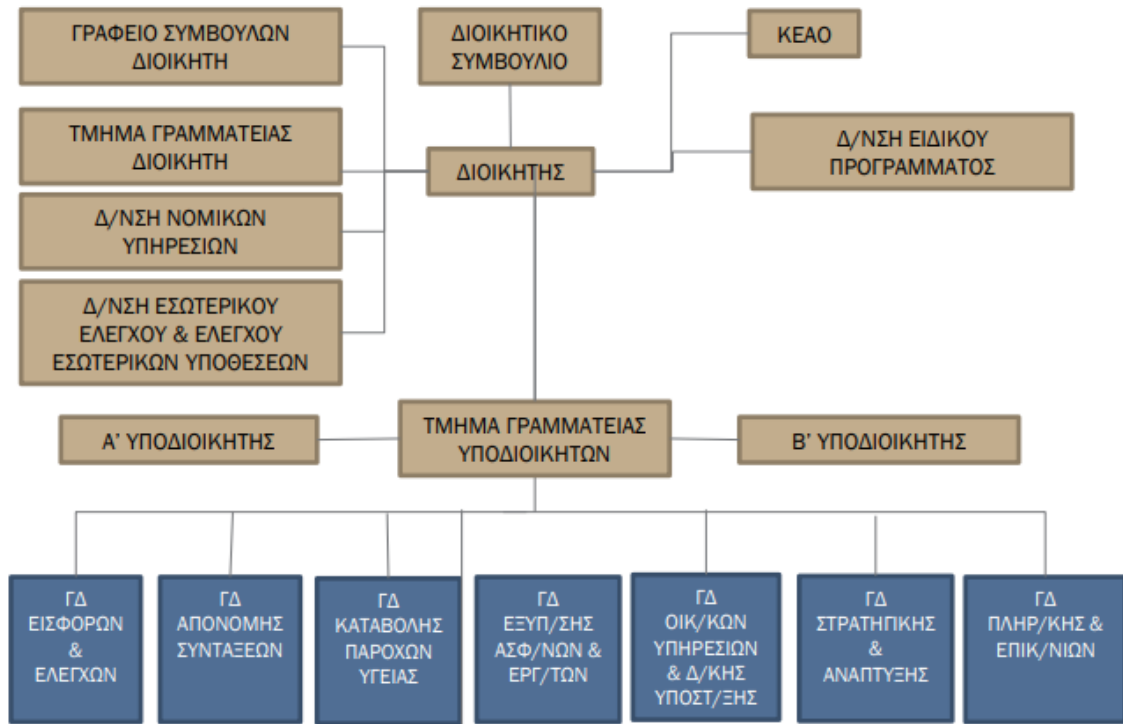 ΓΡΑΦΕΙΟ ΣΥΜΒΟΥΛΩΝ
ΔΙΟΙΚΗΤΗ
ΔΙΟΙΚΗΤΙΚΟ
ΣΥΜΒΟΥΛΙΟ
ΚΕΑΟ
ΤΜΗΜΑ ΓΡΑΜΜΑΤΕΙΑΣ
ΔΙΟΙΚΗΤΗ
ΔΙΟΙΚΗΤΗΣ
Δ/ΝΣΗ ΕΙΔΙΚΟΥ
ΠΡΟΓΡΑΜΜΑΤΟΣ
Δ/ΝΣΗ ΝΟΜΙΚΩΝ
ΥΠΗΡΕΣΙΩΝ
Δ/ΝΣΗ ΕΣΩΤΕΡΙΚΟΥ
ΕΛΕΓΧΟΥ & ΕΛΕΓΧΟΥ
ΕΣΩΤΕΡΙΚΩΝ ΥΠΟΘΕΣΕΩΝ
Α' ΥΠΟΔΙΟΙΚΗΤΗΣ
ΤΜΗΜΑ ΓΡΑΜΜΑΤΕΙΑΣ
ΥΠΟΔΙΟΙΚΗΤΩΝ
Β' ΥΠΟΔΙΟΙΚΗΤΗΣ
ΓΔ
ΕΙΣΦΟΡΩΝ
&
ΕΛΕΓΧΩΝ
ΓΔ
ΑΠΟΝΟΜΗΣ
ΣΥΝΤΑΞΕΩΝ
ΓΔ
ΚΑΤΑΒΟΛΗΣ
ΠΑΡΟΧΩΝ
ΥΓΕΙΑΣ
ΓΔ
ΕΞΥΠ/ΣΗΣ
ΑΣΦ/ΝΩΝ &
ΕΡΓ/ΤΩΝ
ΓΔ
ΟΙΚ/ΚΩΝ
ΥΠΗΡΕΣΙΩΝ
& Δ/ΚΗΣ
ΥΠΟΣΤ/ΞΗΣ
ΓΔ
ΣΤΡΑΤΗΓΙΚΗΣ
&
ΑΝΑΠΤΥΞΗΣ
ΓΔ
ΠΛΗΡ/ΚΗΣ &
ΕΠΙΚ/ΝΙΩΝ